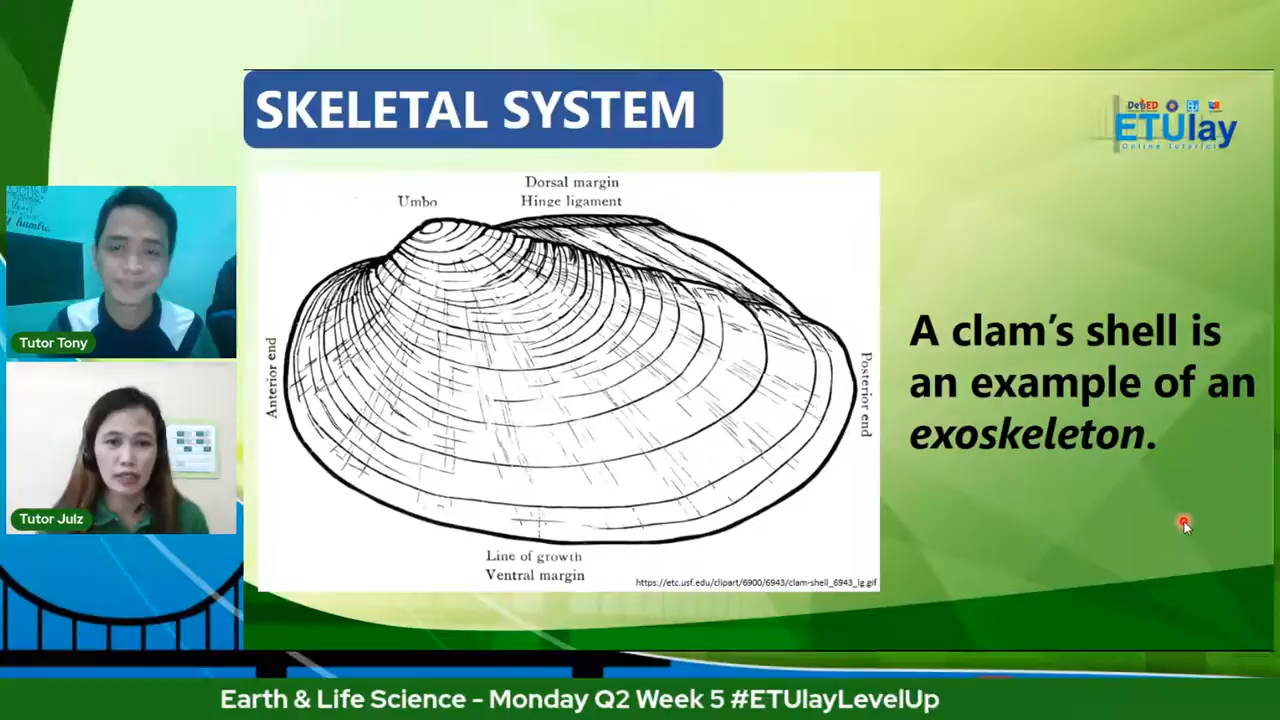 SKELETAL SYSTEM
DepED
ETUlay
Online Tutorial
Dorsal margin
Umbo
Hinge ligament
Anterior end
Posterior end
Line of growth
Ventral margin
https://etc.usf.edu/clipart/6900/6943/clam-shell_6943_lg.gif
A clam’s shell is
an example of an
exoskeleton.
Tutor Tony
Tutor Julz
Earth & Life Science - Monday Q2 Week 5 #ETUlayLevelUp